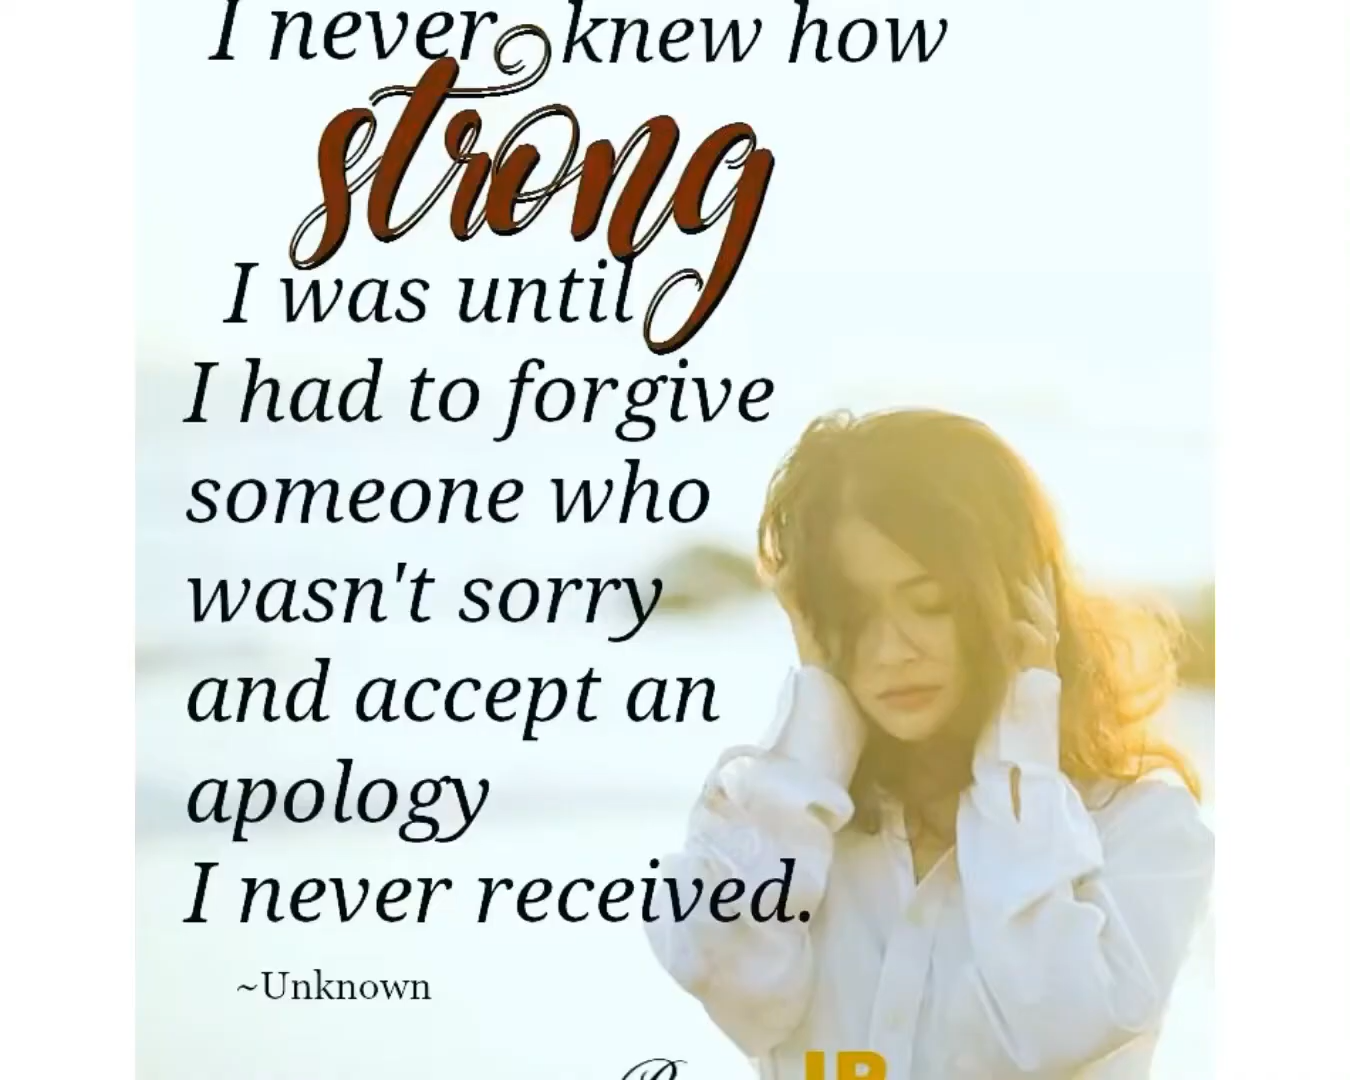 I never knew how
strong
I was until
I had to forgive
someone who
wasn't sorry
and accept an
apology
I never received.
~Unknown